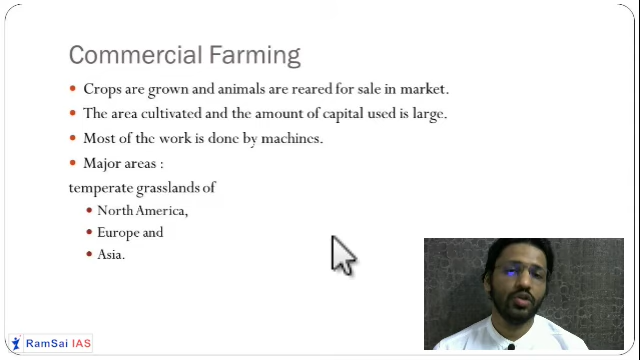 Commercial Farming
• Crops are grown and animals are reared for sale in market.
• The area cultivated and the amount of capital used is large.
• Most of the work is done by machines.
• Major areas :
temperate grasslands of
• North America,
• Europe and
• Asia.
RamSai IAS